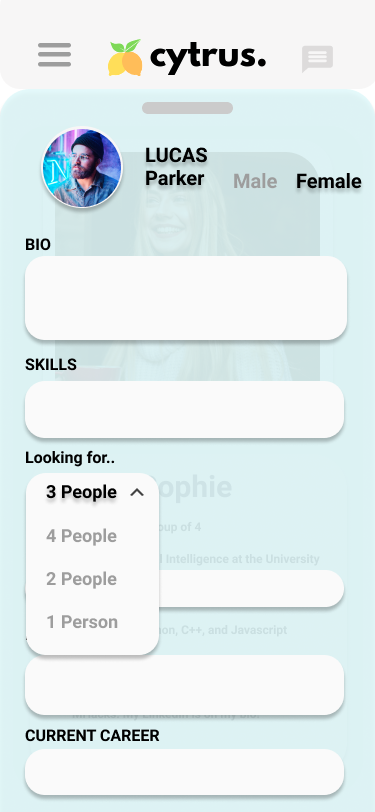 cytrus.
LUCAS
Parker
Male Female
BIO
SKILLS
Looking for..
3 People
ophie
4 People
oup of 4
Intelligence at the University
2 People
1 Person
on, C++, and Javascript
CURRENT CAREER